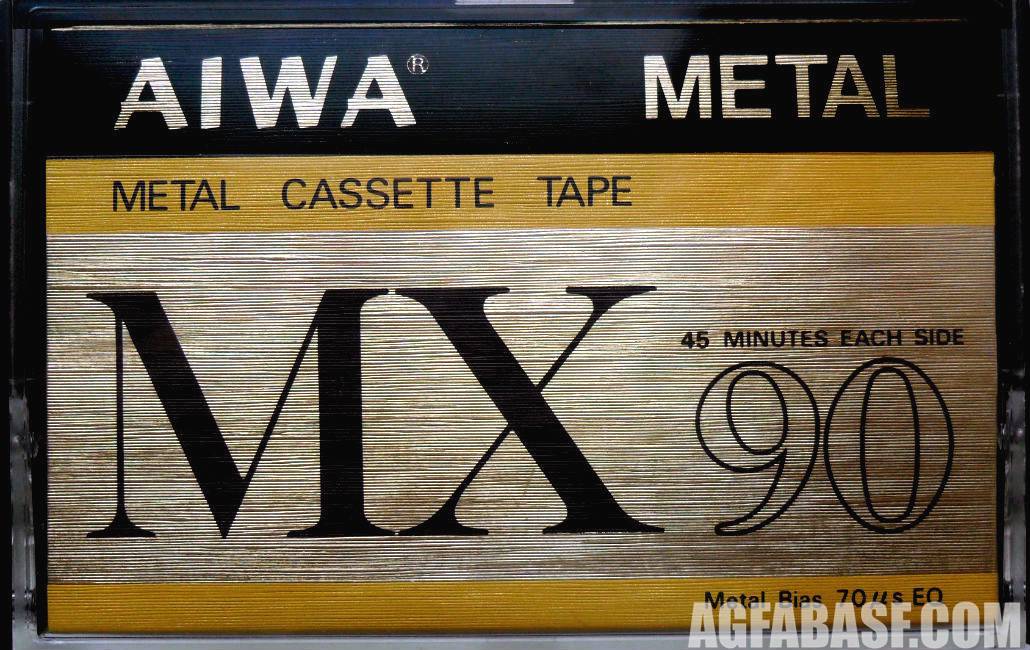 AIWA® METAL
METAL CASSETTE TAPE
45 MINUTES EACH SIDE
MX 90
Metal Bias 70μs EQ
AGFABASF.COM